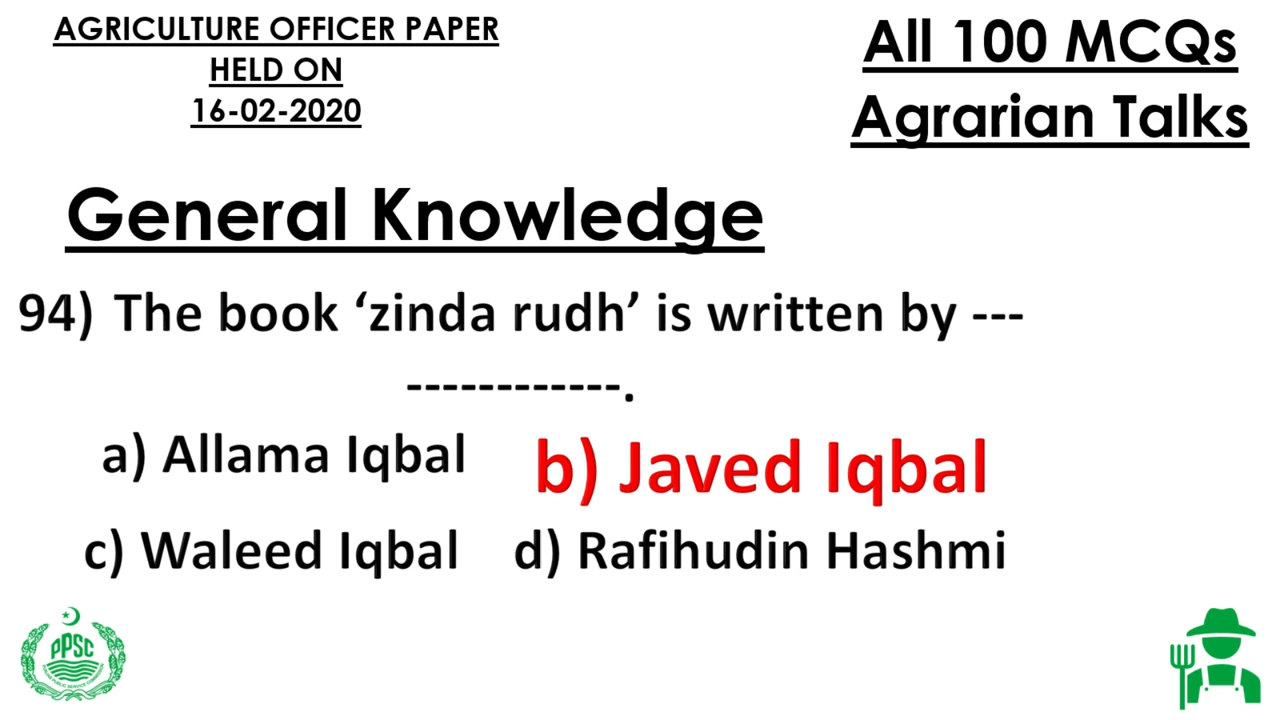 AGRICULTURE OFFICER PAPER
HELD ON
16-02-2020
All 100 MCQs
Agrarian Talks
General Knowledge
94) The book ‘zinda rudh’ is written by ---
------------.
a) Allama Iqbal b) Javed Iqbal
c) Waleed Iqbal d) Rafihudin Hashmi
PPSC